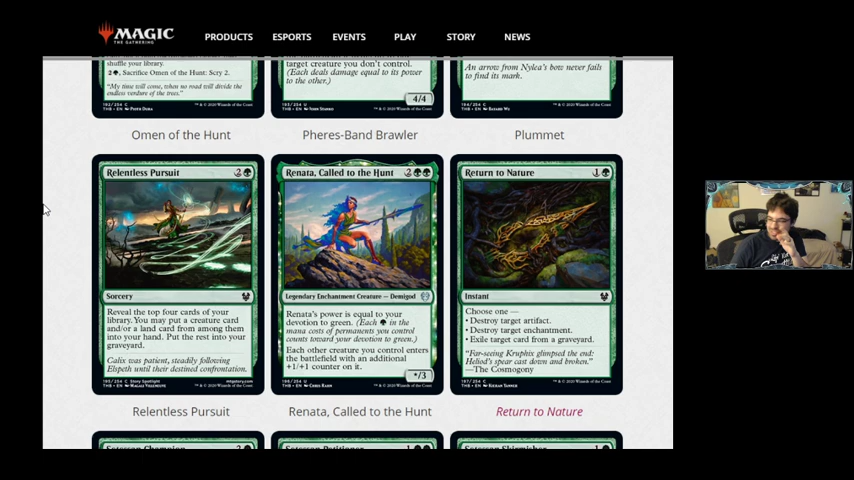 MAGIC
THE GATHERING
PRODUCTS
ESPORTS
EVENTS
PLAY
STORY
NEWS
shuffle your library.
Sacrifice Omen of the Hunt: Scry 2.
"My time will come, when no road will divide the endless verdure of the trees."
target creature you don't control.
(Each deals damage equal to its power
to the other.)
4/4
An arrow from Nylea's bow never fails
to find its mark.
Omen of the Hunt
Pheres-Band Brawler
Plummet
Relentless Pursuit
2
Sorcery
Reveal the top four cards of your
library. You may put a creature card
and/or a land card from among them
into your hand. Put the rest into your
graveyard.
Calix was patient, steadily following
Elspeth until their destined confrontation.
Renata, Called to the Hunt
2
Legendary Enchantment Creature — Demigod
Renata's power is equal to your
devotion to green. (Each in the
mana costs of permanents you control
counts toward your devotion to green.)
Each other creature you control enters
the battlefield with an additional
+1/+1 counter on it.
*/3
Return to Nature
1
Instant
Choose one —
• Destroy target artifact.
• Destroy target enchantment.
• Exile target card from a graveyard.
"Far-seeing Kruphix glimpsed the end:
Heliod's spear cast down and broken."
—The Cosmogony
Relentless Pursuit
Renata, Called to the Hunt
Return to Nature